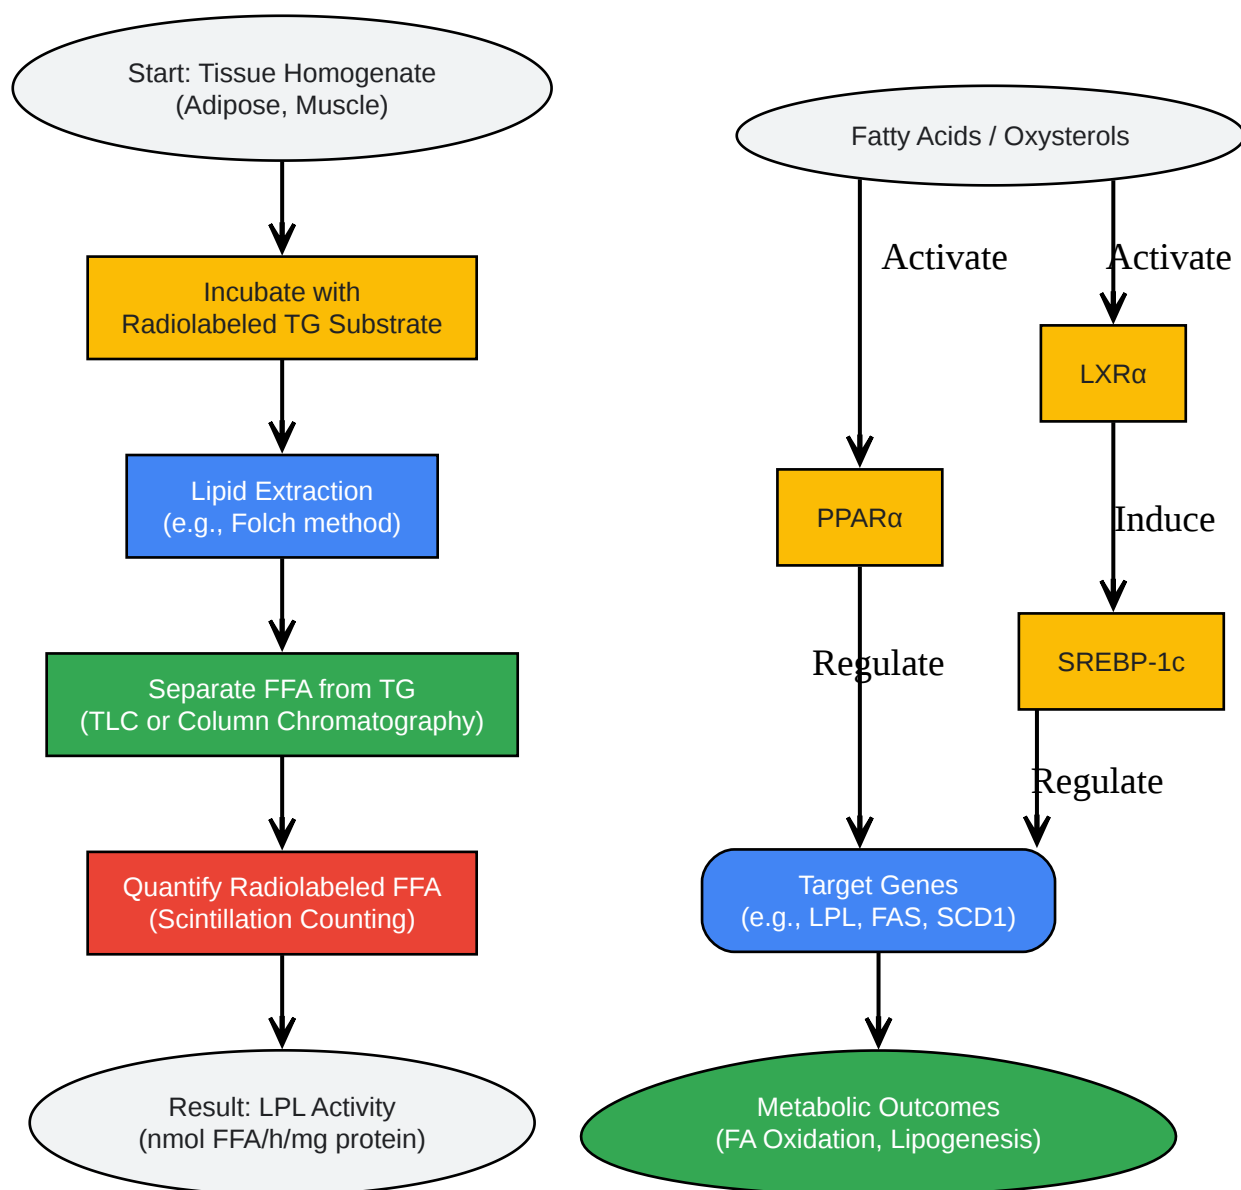 Start: Tissue Homogenate
(Adipose, Muscle)
Incubate with
Radiolabeled TG Substrate
Lipid Extraction
(e.g., Folch method)
Separate FFA from TG
(TLC or Column Chromatography)
Quantify Radiolabeled FFA
(Scintillation Counting)
Result: LPL Activity
(nmol FFA/h/mg protein)
Fatty Acids / Oxysterols
Activate
Activate
LXRα
PPARα
Induce
Regulate
SREBP-1c
Regulate
Target Genes
(e.g., LPL, FAS, SCD1)
Metabolic Outcomes
(FA Oxidation, Lipogenesis)